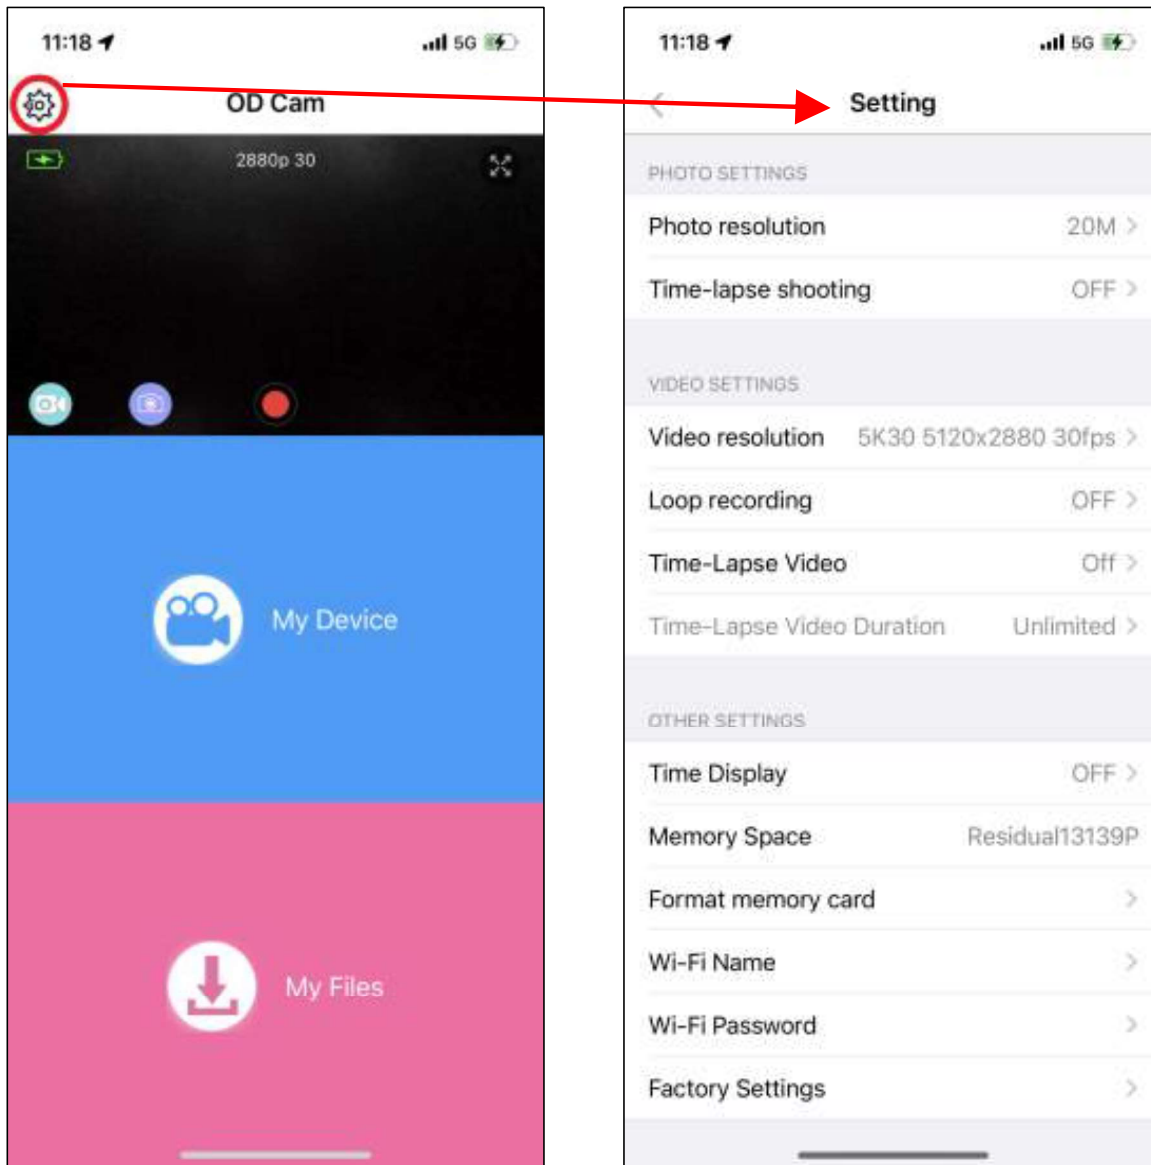 11:18 5G
OD Cam
2880p 30
My Device
My Files
11:18 5G
Setting
PHOTO SETTINGS
Photo resolution 20M >
Time-lapse shooting OFF >
VIDEO SETTINGS
Video resolution 5K30 5120x2880 30fps >
Loop recording OFF >
Time-Lapse Video Off >
Time-Lapse Video Duration Unlimited >
OTHER SETTINGS
Time Display OFF >
Memory Space Residual13139P
Format memory card >
Wi-Fi Name >
Wi-Fi Password >
Factory Settings >